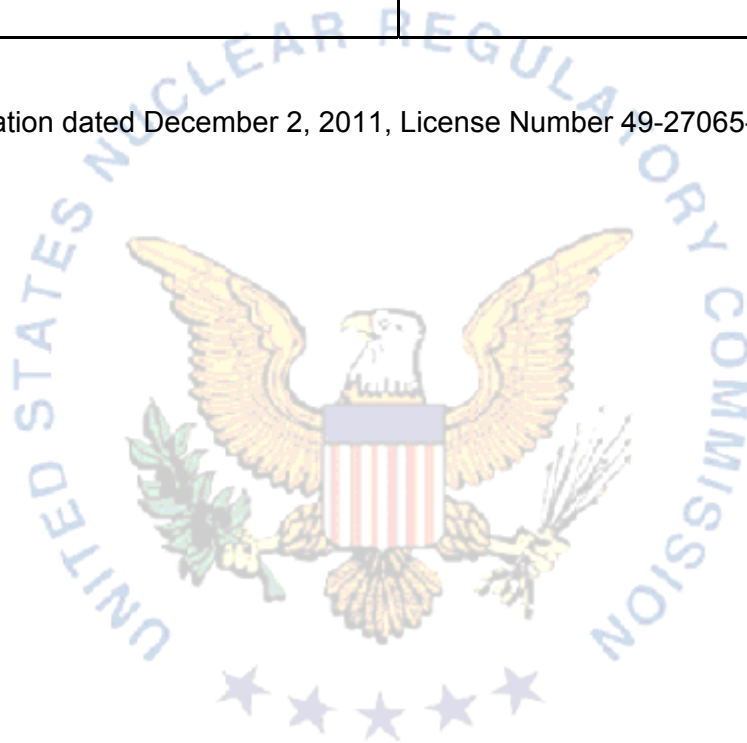 UNITED STATES NUCLEAR REGULATORY COMMISSION
ation dated December 2, 2011, License Number 49-27065-